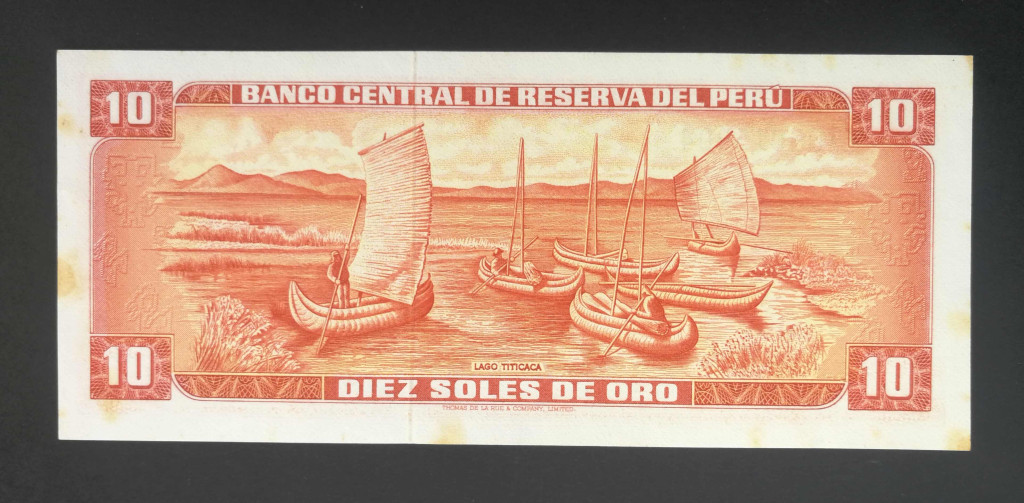 10 BANCO CENTRAL DE RESERVA DEL PERÚ 10
LAGO TITICACA
10 DIEZ SOLES DE ORO 10
THOMAS DE LA RUE & COMPANY, LIMITED.